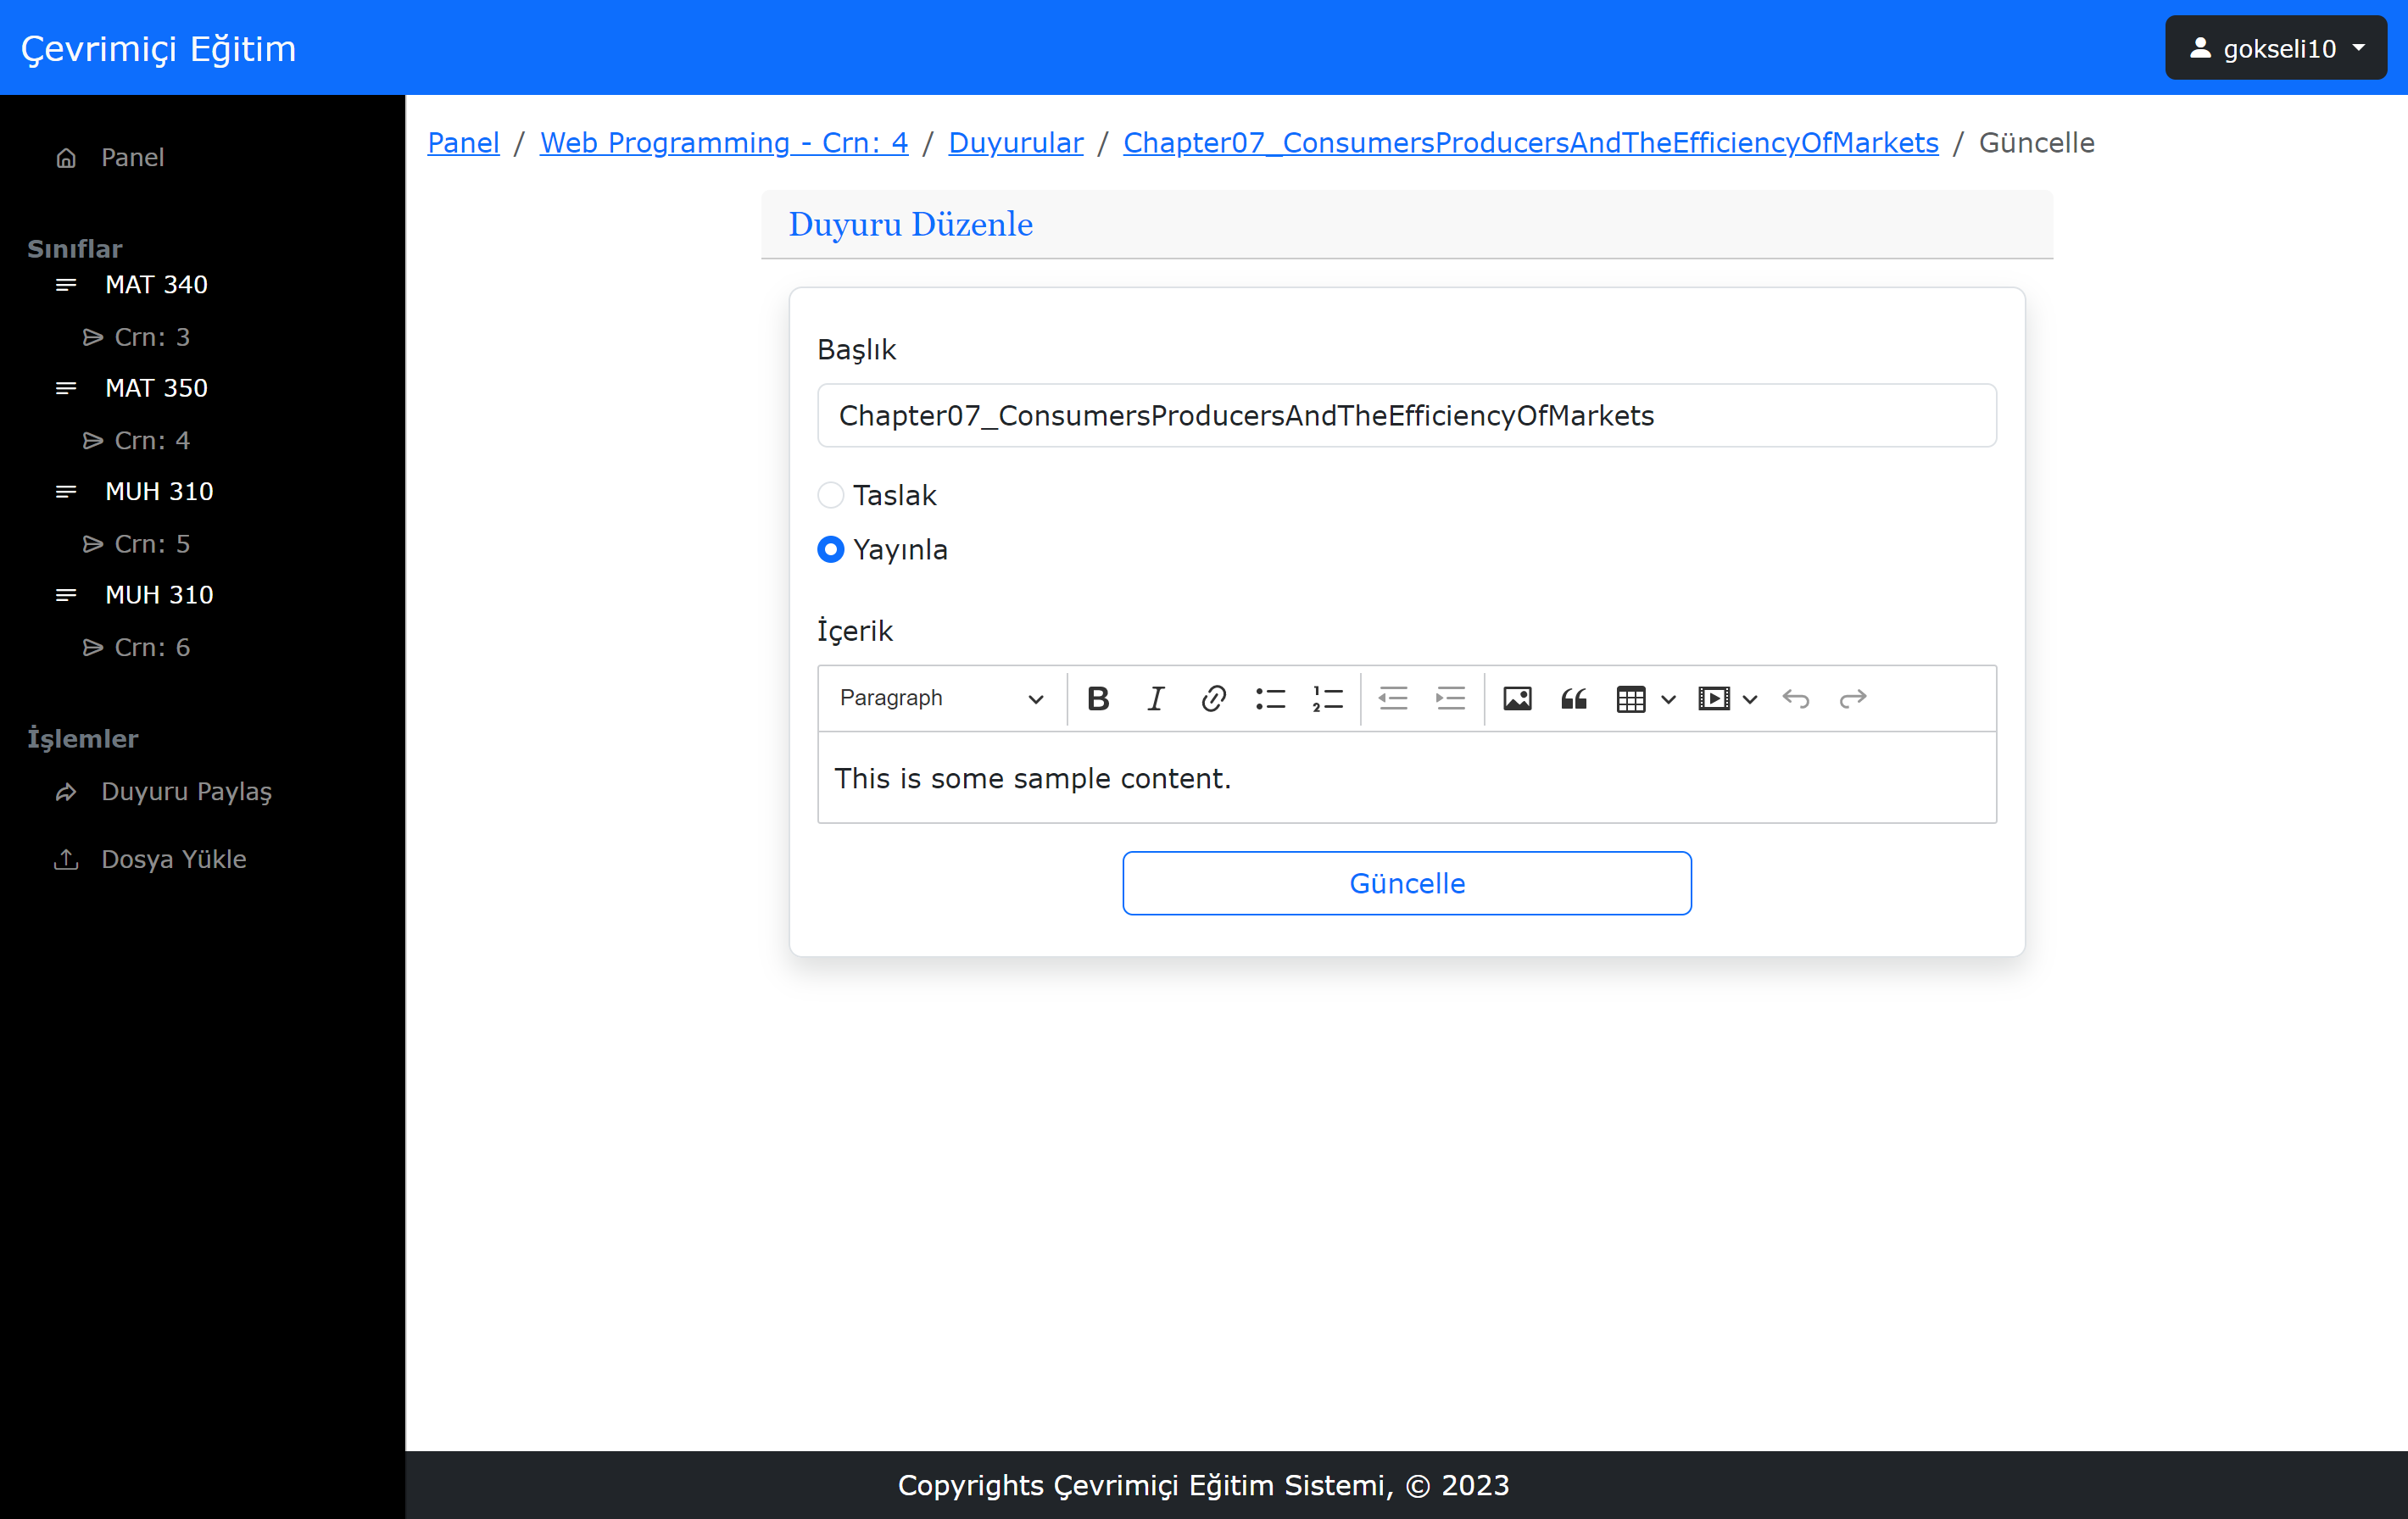 Çevrimiçi Eğitim
gokseli10
Panel
Sınıflar
MAT 340
Crn: 3
MAT 350
Crn: 4
MUH 310
Crn: 5
MUH 310
Crn: 6
İşlemler
Duyuru Paylaş
Dosya Yükle
Panel / Web Programming - Crn: 4 / Duyurular / Chapter07_ConsumersProducersAndTheEfficiencyOfMarkets / Güncelle
Duyuru Düzenle
Başlık
Chapter07_ConsumersProducersAndTheEfficiencyOfMarkets
Taslak
Yayınla
İçerik
Paragraph
This is some sample content.
Güncelle
Copyrights Çevrimiçi Eğitim Sistemi, © 2023